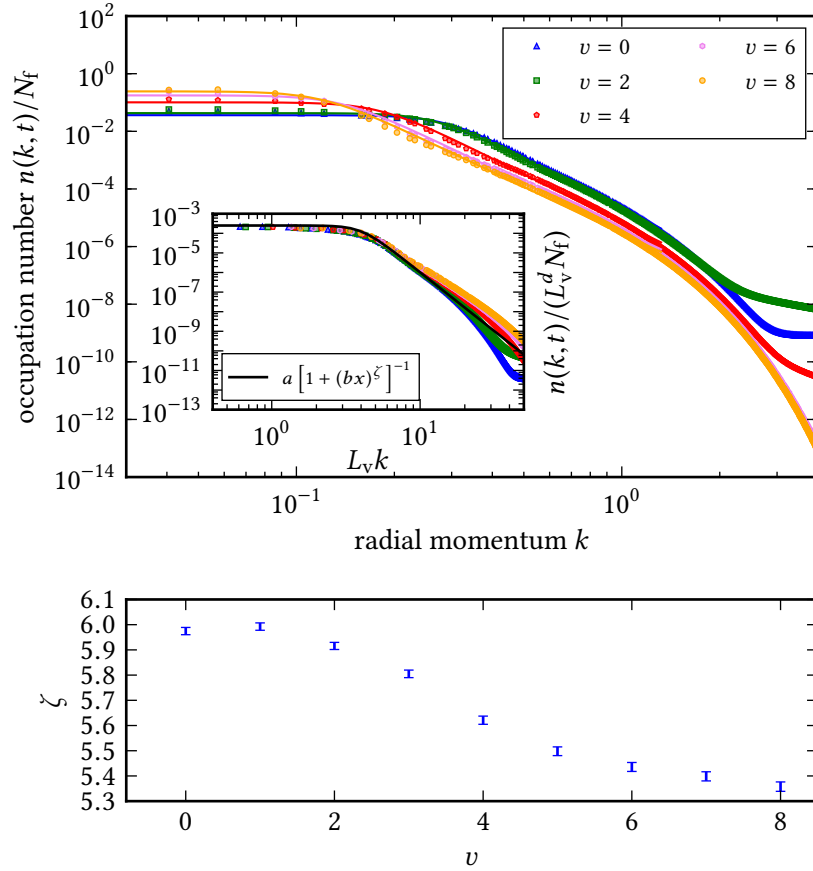 v = 0
v = 2
v = 4
v = 6
v = 8
occupation number n(k, t)/N_f
10^0
10^−2
10^−4
10^−6
10^−8
10^−10
10^−12
10^−14
10^−3
10^−5
10^−7
10^−9
10^−11
10^−13
a [1 + (bx)^ζ]^−1
n(k, t)/(L_v^d N_f)
10^0
10^1
L_v k
10^−1
10^0
radial momentum k
6.1
6.0
5.9
5.8
5.7
5.6
5.5
5.4
5.3
ζ
0
2
4
6
8
v